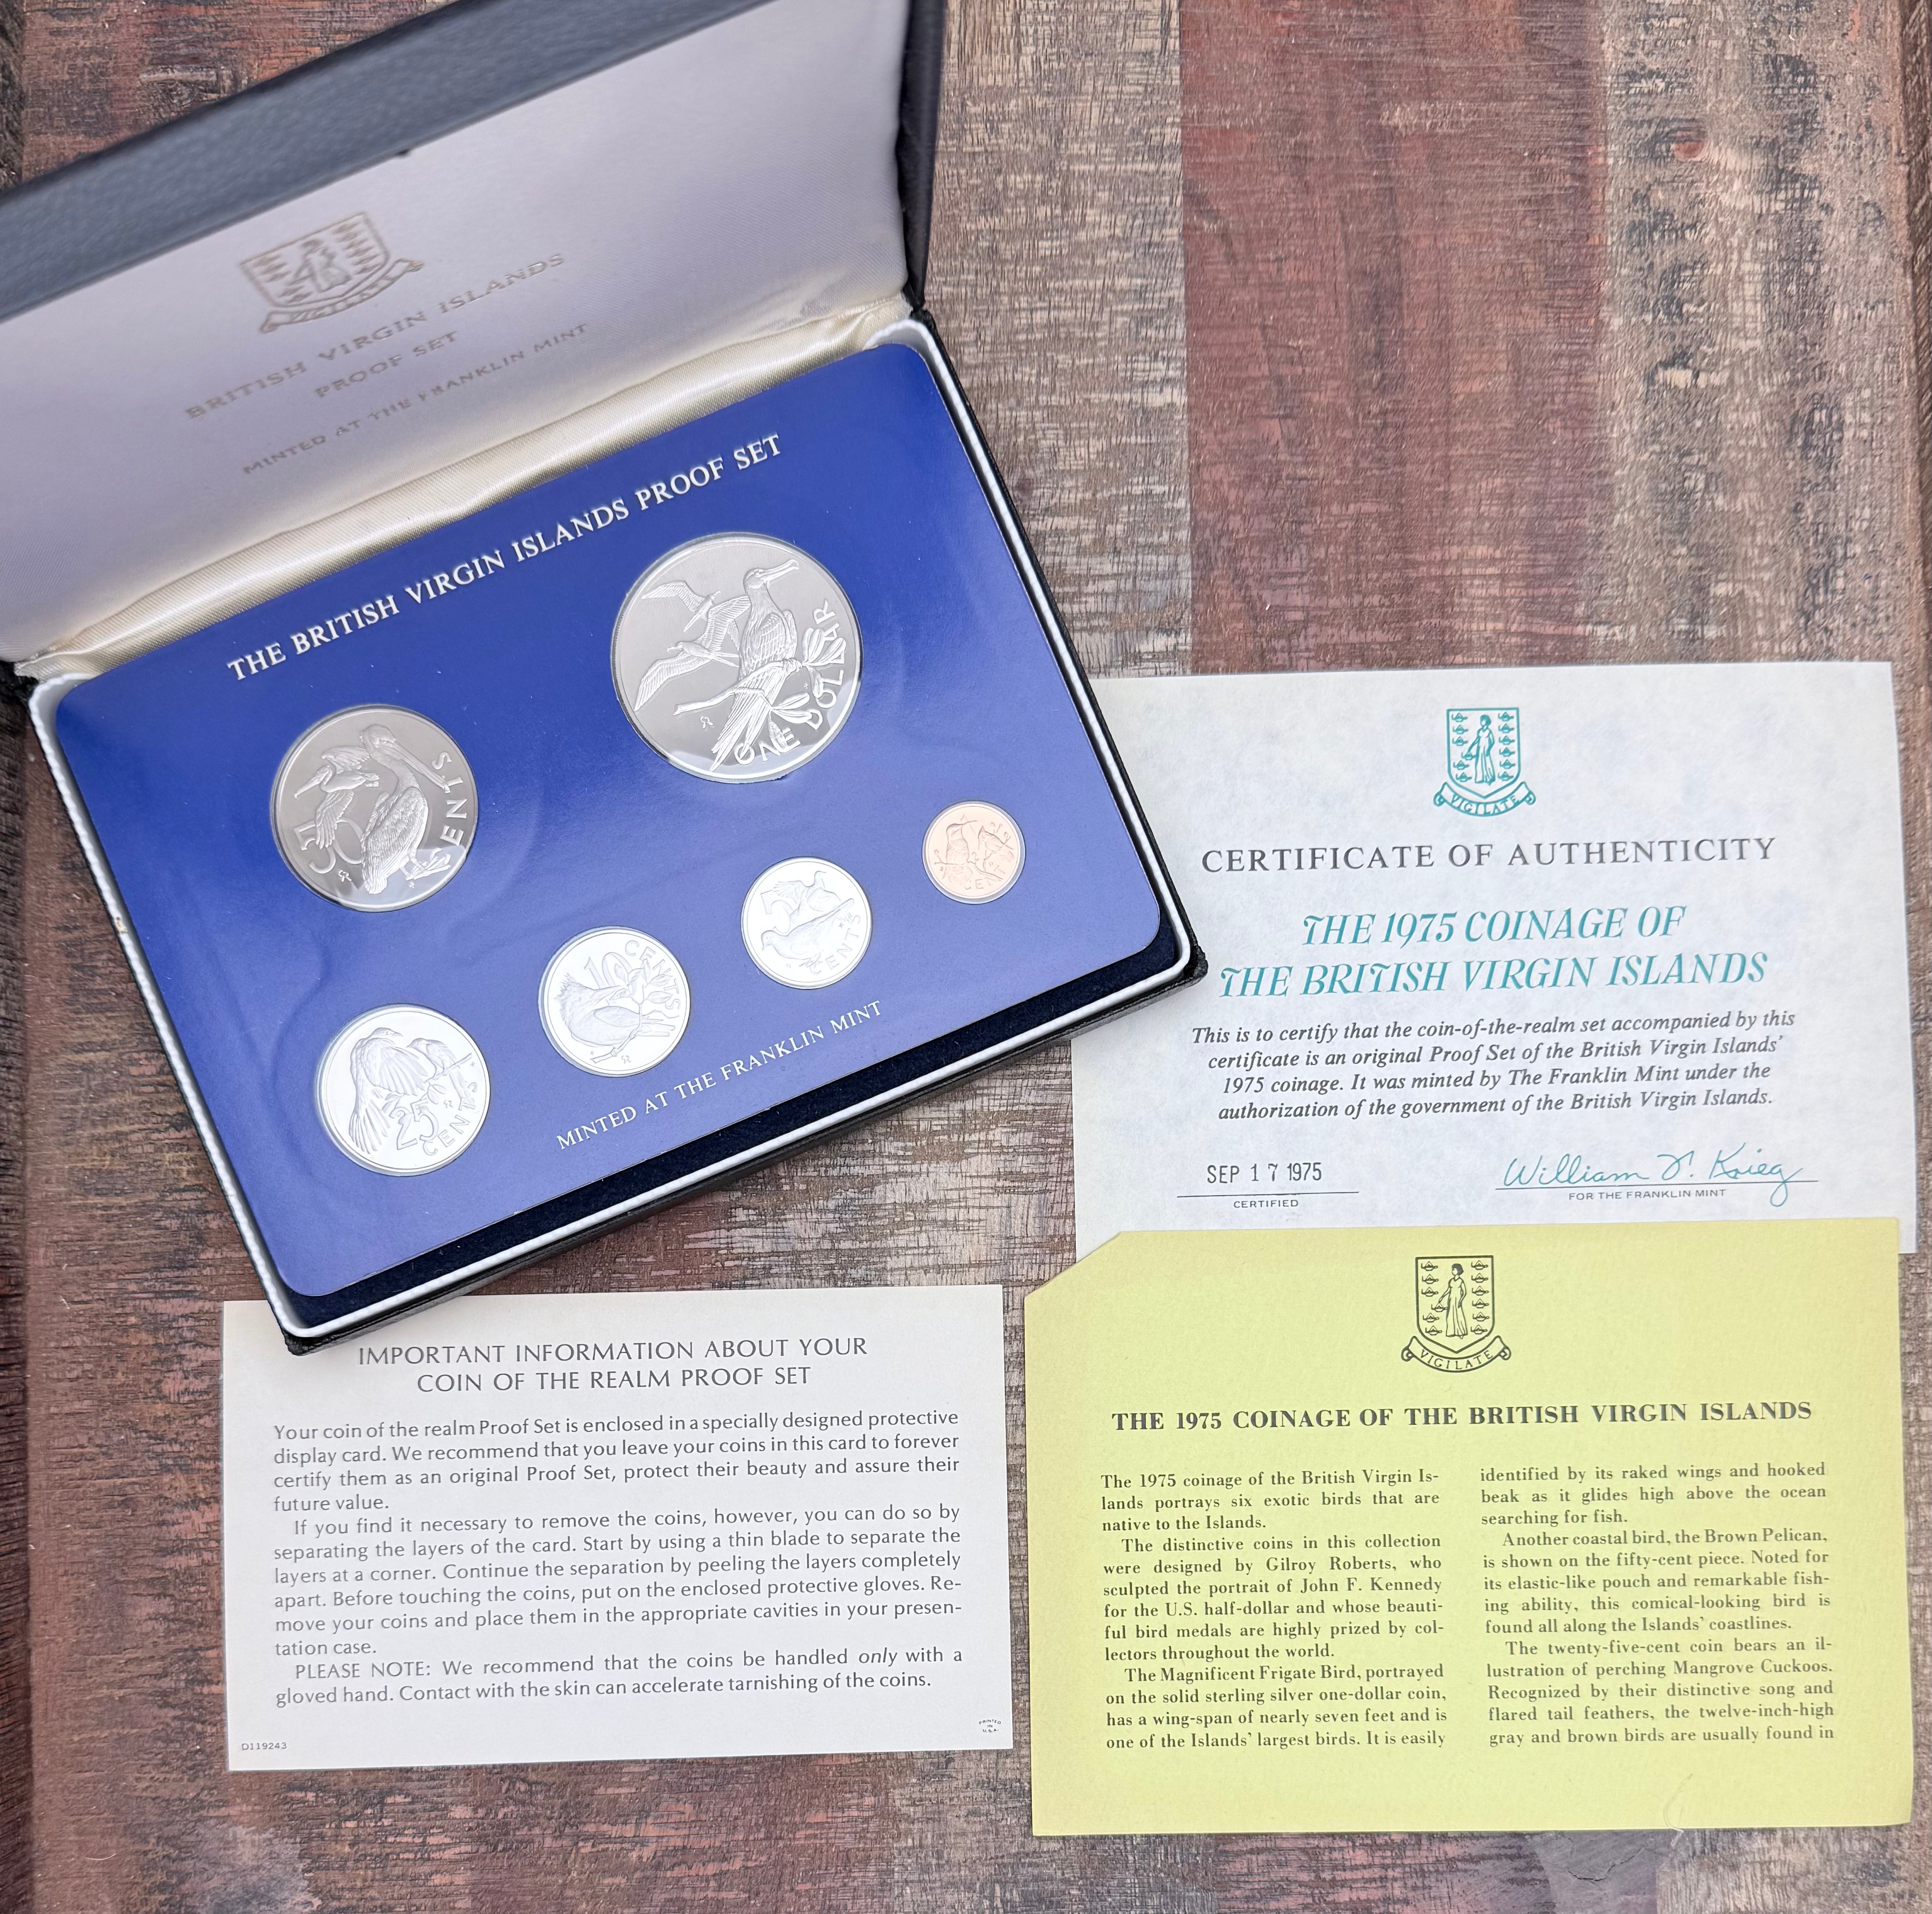 VIGILATE
BRITISH VIRGIN ISLANDS
PROOF SET
MINTED AT THE FRANKLIN MINT
THE BRITISH VIRGIN ISLANDS PROOF SET
50 CENTS
ONE DOLLAR
25 CENTS
10 CENTS
5 CENTS
CENT
MINTED AT THE FRANKLIN MINT
VIGILATE
CERTIFICATE OF AUTHENTICITY
THE 1975 COINAGE OF
THE BRITISH VIRGIN ISLANDS
This is to certify that the coin-of-the-realm set accompanied by this
certificate is an original Proof Set of the British Virgin Islands'
1975 coinage. It was minted by The Franklin Mint under the
authorization of the government of the British Virgin Islands.
SEP 17 1975
CERTIFIED
William T. Krieg
FOR THE FRANKLIN MINT
IMPORTANT INFORMATION ABOUT YOUR
COIN OF THE REALM PROOF SET
Your coin of the realm Proof Set is enclosed in a specially designed protective
display card. We recommend that you leave your coins in this card to forever
certify them as an original Proof Set, protect their beauty and assure their
future value.
If you find it necessary to remove the coins, however, you can do so by
separating the layers of the card. Start by using a thin blade to separate the
layers at a corner. Continue the separation by peeling the layers completely
apart. Before touching the coins, put on the enclosed protective gloves. Re-
move your coins and place them in the appropriate cavities in your presen-
tation case.
PLEASE NOTE: We recommend that the coins be handled only with a
gloved hand. Contact with the skin can accelerate tarnishing of the coins.
D119243
PRINTED
IN
U.S.A.
VIGILATE
THE 1975 COINAGE OF THE BRITISH VIRGIN ISLANDS
The 1975 coinage of the British Virgin Is-
lands portrays six exotic birds that are
native to the Islands.
The distinctive coins in this collection
were designed by Gilroy Roberts, who
sculpted the portrait of John F. Kennedy
for the U.S. half-dollar and whose beauti-
ful bird medals are highly prized by col-
lectors throughout the world.
The Magnificent Frigate Bird, portrayed
on the solid sterling silver one-dollar coin,
has a wing-span of nearly seven feet and is
one of the Islands' largest birds. It is easily
identified by its raked wings and hooked
beak as it glides high above the ocean
searching for fish.
Another coastal bird, the Brown Pelican,
is shown on the fifty-cent piece. Noted for
its elastic-like pouch and remarkable fish-
ing ability, this comical-looking bird is
found all along the Islands' coastlines.
The twenty-five-cent coin bears an il-
lustration of perching Mangrove Cuckoos.
Recognized by their distinctive song and
flared tail feathers, the twelve-inch-high
gray and brown birds are usually found in